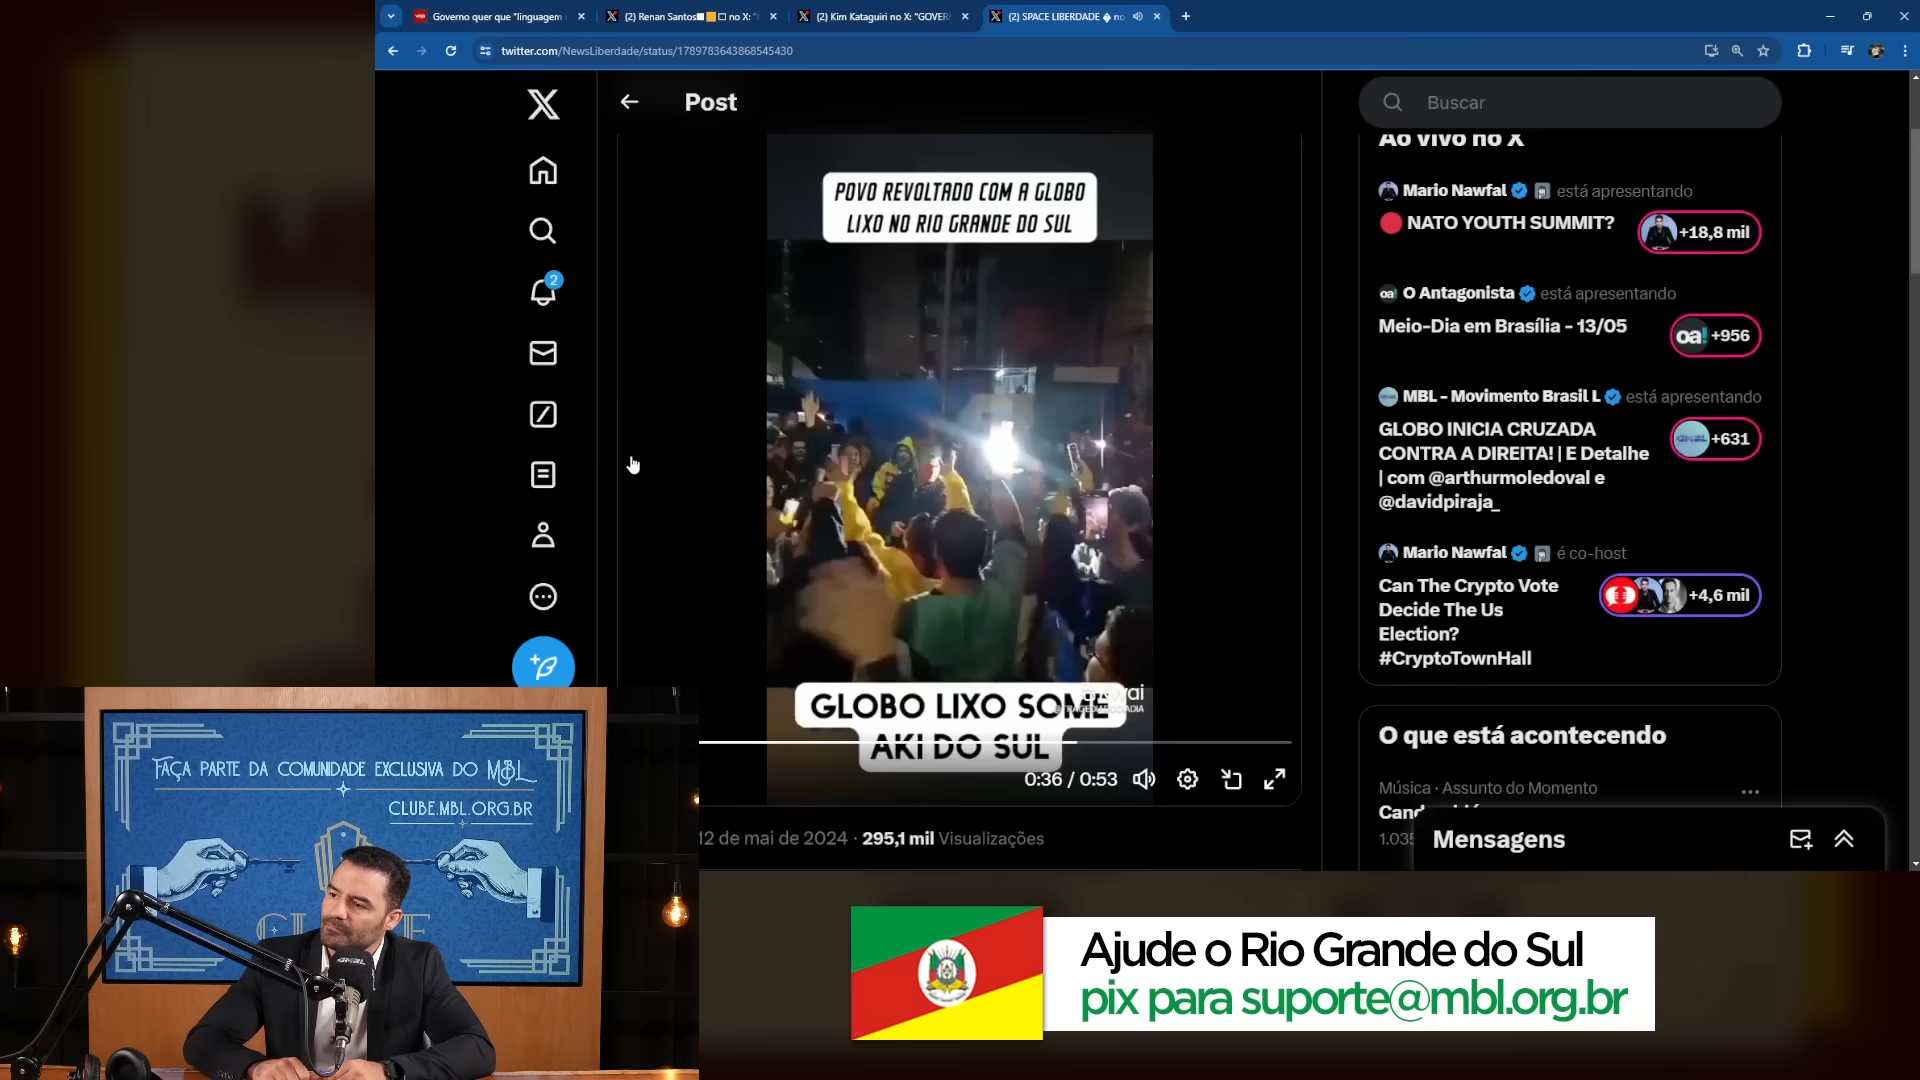 Governo quer que "linguagem
(2) Renan Santos
no X: "
(2) Kim Kataguiri no X: "GOVER
(2) SPACE LIBERDADE
no
twitter.com/NewsLiberdade/status/1789783643868545430
Post
Buscar
POVO REVOLTADO COM A GLOBO
LIXO NO RIO GRANDE DO SUL
2
GLOBO LIXO SOME
AKI DO SUL
0:36 / 0:53
12 de mai de 2024 · 295,1 mil Visualizações
Ao vivo no X
Mario Nawfal está apresentando
NATO YOUTH SUMMIT?
+18,8 mil
oa! O Antagonista está apresentando
Meio-Dia em Brasília - 13/05
oa! +956
MBL - Movimento Brasil L está apresentando
GLOBO INICIA CRUZADA
CONTRA A DIREITA! | E Detalhe
| com @arthurmoledoval e
@davidpiraja_
+631
Mario Nawfal é co-host
Can The Crypto Vote
Decide The Us
Election?
#CryptoTownHall
+4,6 mil
O que está acontecendo
Música · Assunto do Momento
Mensagens
FAÇA PARTE DA COMUNIDADE EXCLUSIVA DO MBL
CLUBE.MBL.ORG.BR
Ajude o Rio Grande do Sul
pix para suporte@mbl.org.br